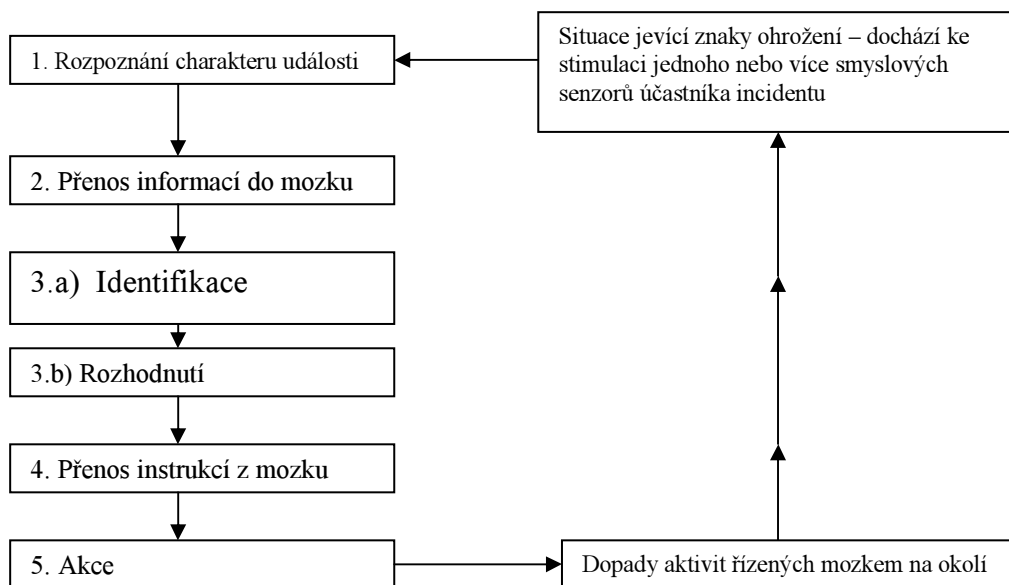 Situace jevící znaky ohrožení – dochází ke
stimulaci jednoho nebo více smyslových
senzorů účastníka incidentu
1. Rozpoznání charakteru události
2. Přenos informací do mozku
3.a) Identifikace
3.b) Rozhodnutí
4. Přenos instrukcí z mozku
5. Akce
Dopady aktivit řízených mozkem na okolí